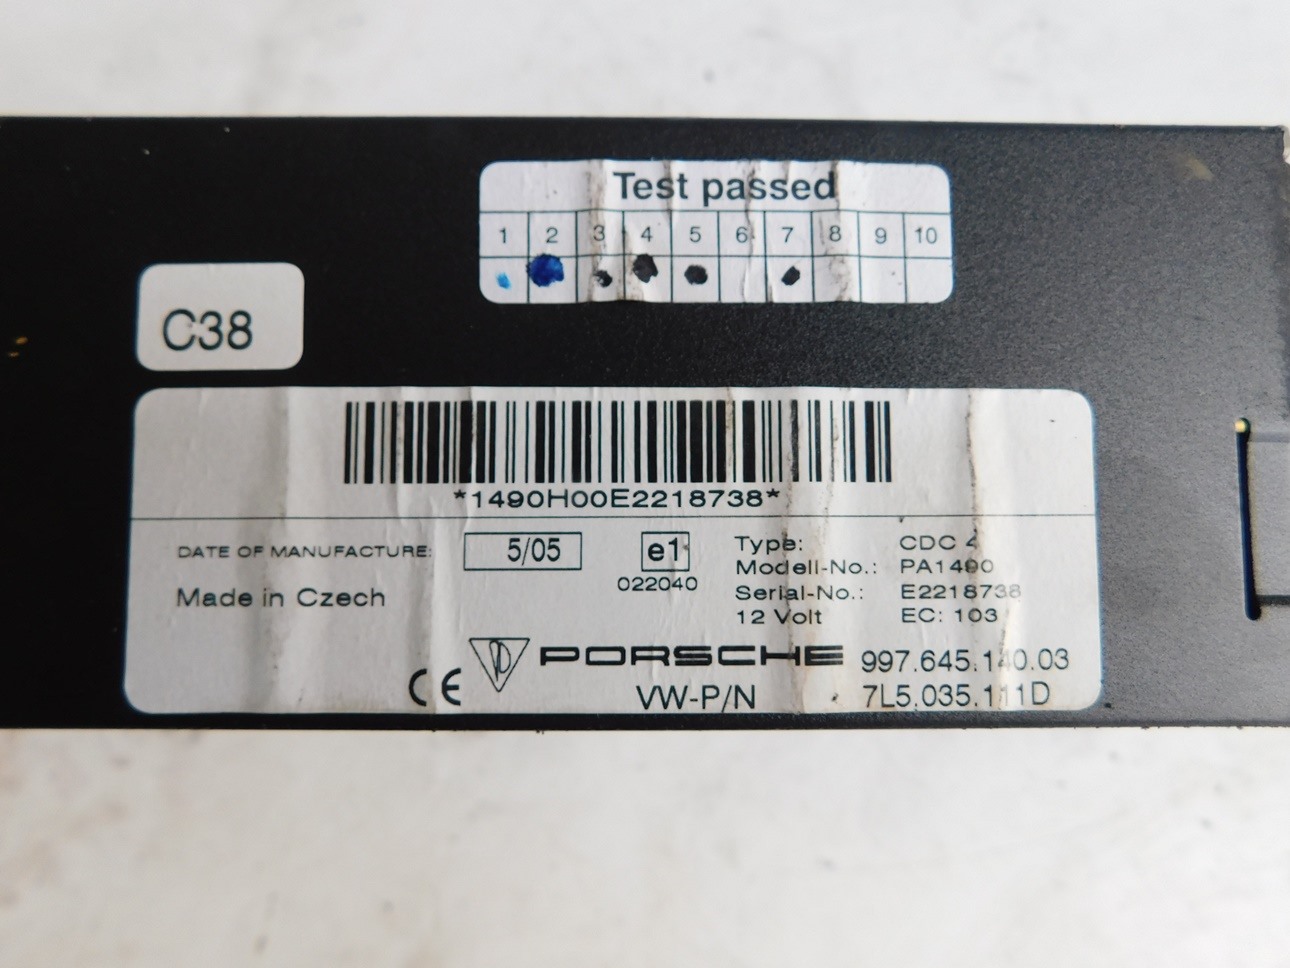 Test passed
1 2 3 4 5 6 7 8 9 10
C38
*1490H00E2218738*
DATE OF MANUFACTURE: 5/05 e1 Type: CDC 4
022040 Modell-No.: PA1490
Made in Czech Serial-No.: E2218738
12 Volt EC: 103
PORSCHE 997.645.140.03
CE VW-P/N 7L5.035.111D